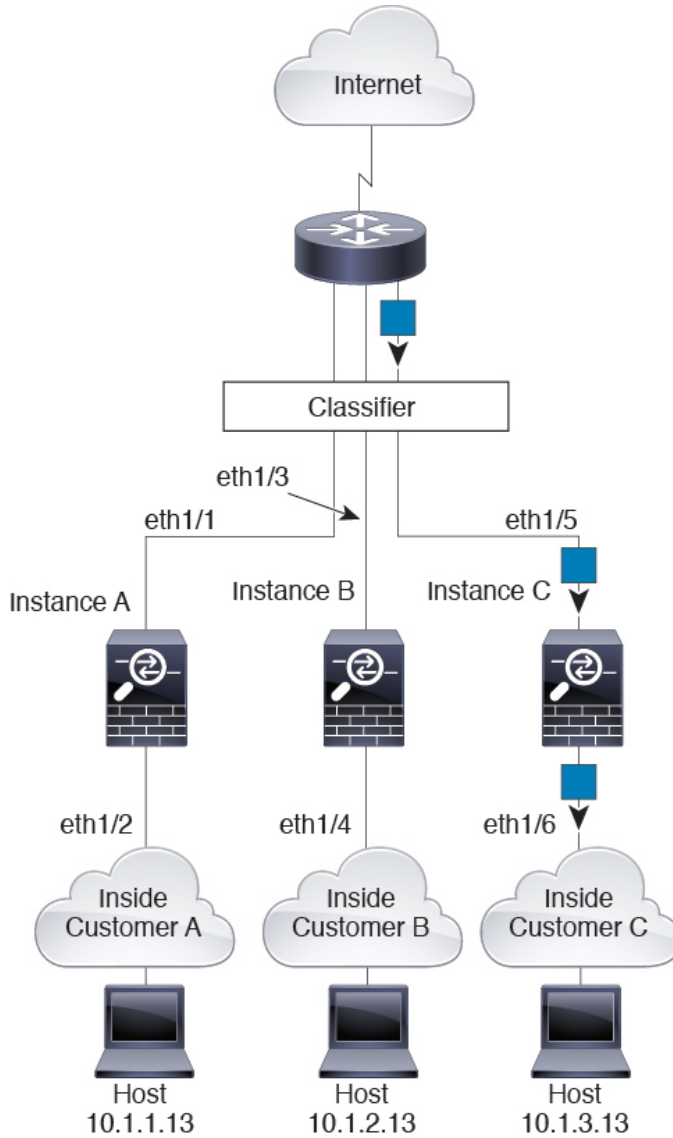 Internet
Classifier
eth1/3
eth1/1
eth1/5
Instance A
Instance B
Instance C
eth1/2
eth1/4
eth1/6
Inside
Customer A
Inside
Customer B
Inside
Customer C
Host
10.1.1.13
Host
10.1.2.13
Host
10.1.3.13